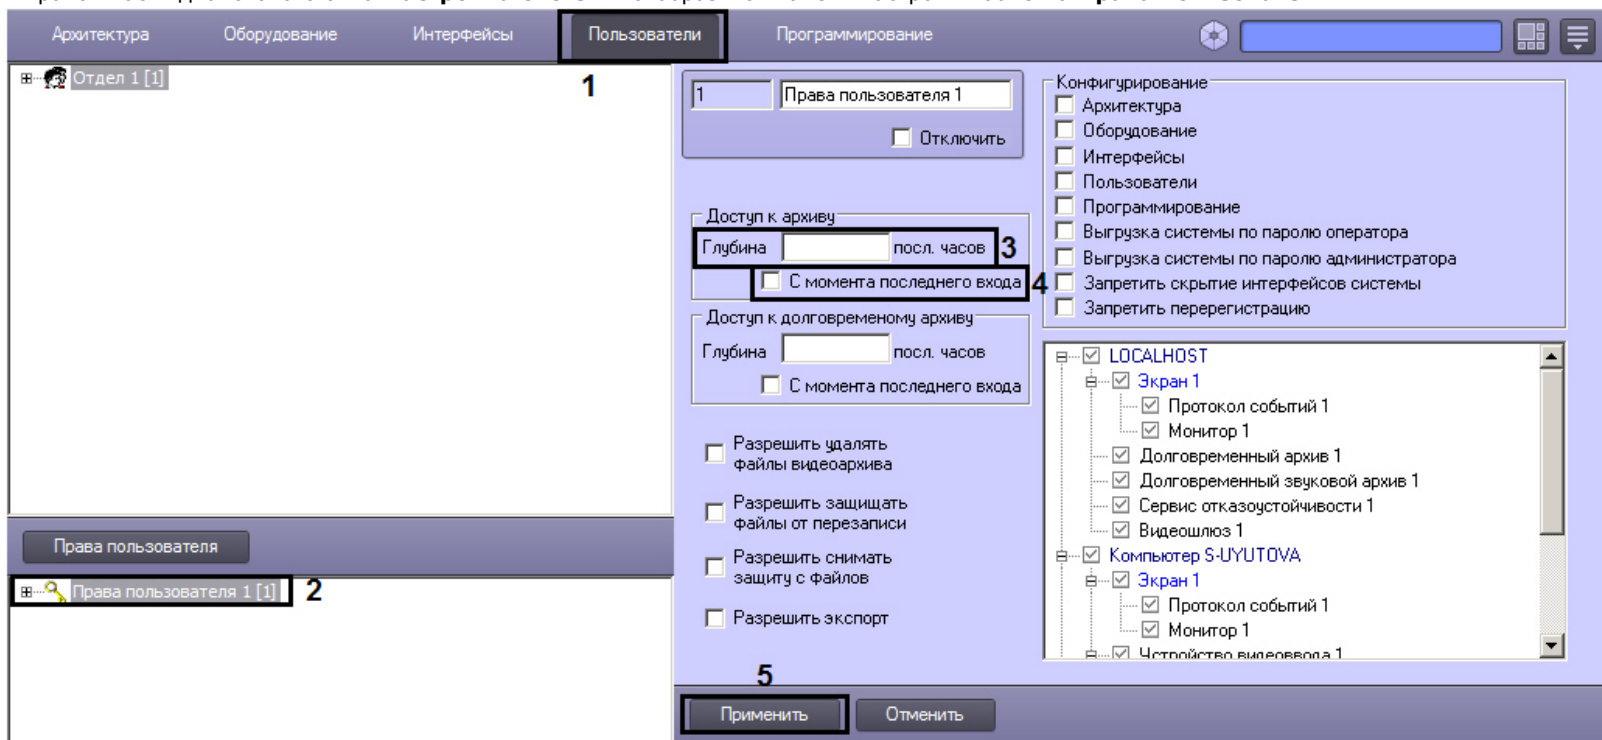 Архитектура Оборудование Интерфейсы Пользователи Программирование
1
Отдел 1 [1]
Права пользователя
Права пользователя 1 [1] 2
1 Права пользователя 1
Отключить
Доступ к архиву
Глубина посл. часов 3
С момента последнего входа 4
Доступ к долговременому архиву
Глубина посл. часов
С момента последнего входа
Разрешить удалять
файлы видеоархива
Разрешить защищать
файлы от перезаписи
Разрешить снимать
защиту с файлов
Разрешить экспорт
Конфигурирование
Архитектура
Оборудование
Интерфейсы
Пользователи
Программирование
Выгрузка системы по паролю оператора
Выгрузка системы по паролю администратора
Запретить скрытие интерфейсов системы
Запретить перерегистрацию
LOCALHOST
Экран 1
Протокол событий 1
Монитор 1
Долговременный архив 1
Долговременный звуковой архив 1
Сервис отказоустойчивости 1
Видеошлюз 1
Компьютер S-UYUTOVA
Экран 1
Протокол событий 1
Монитор 1
Устройство видеоввода 1
5
Применить Отменить